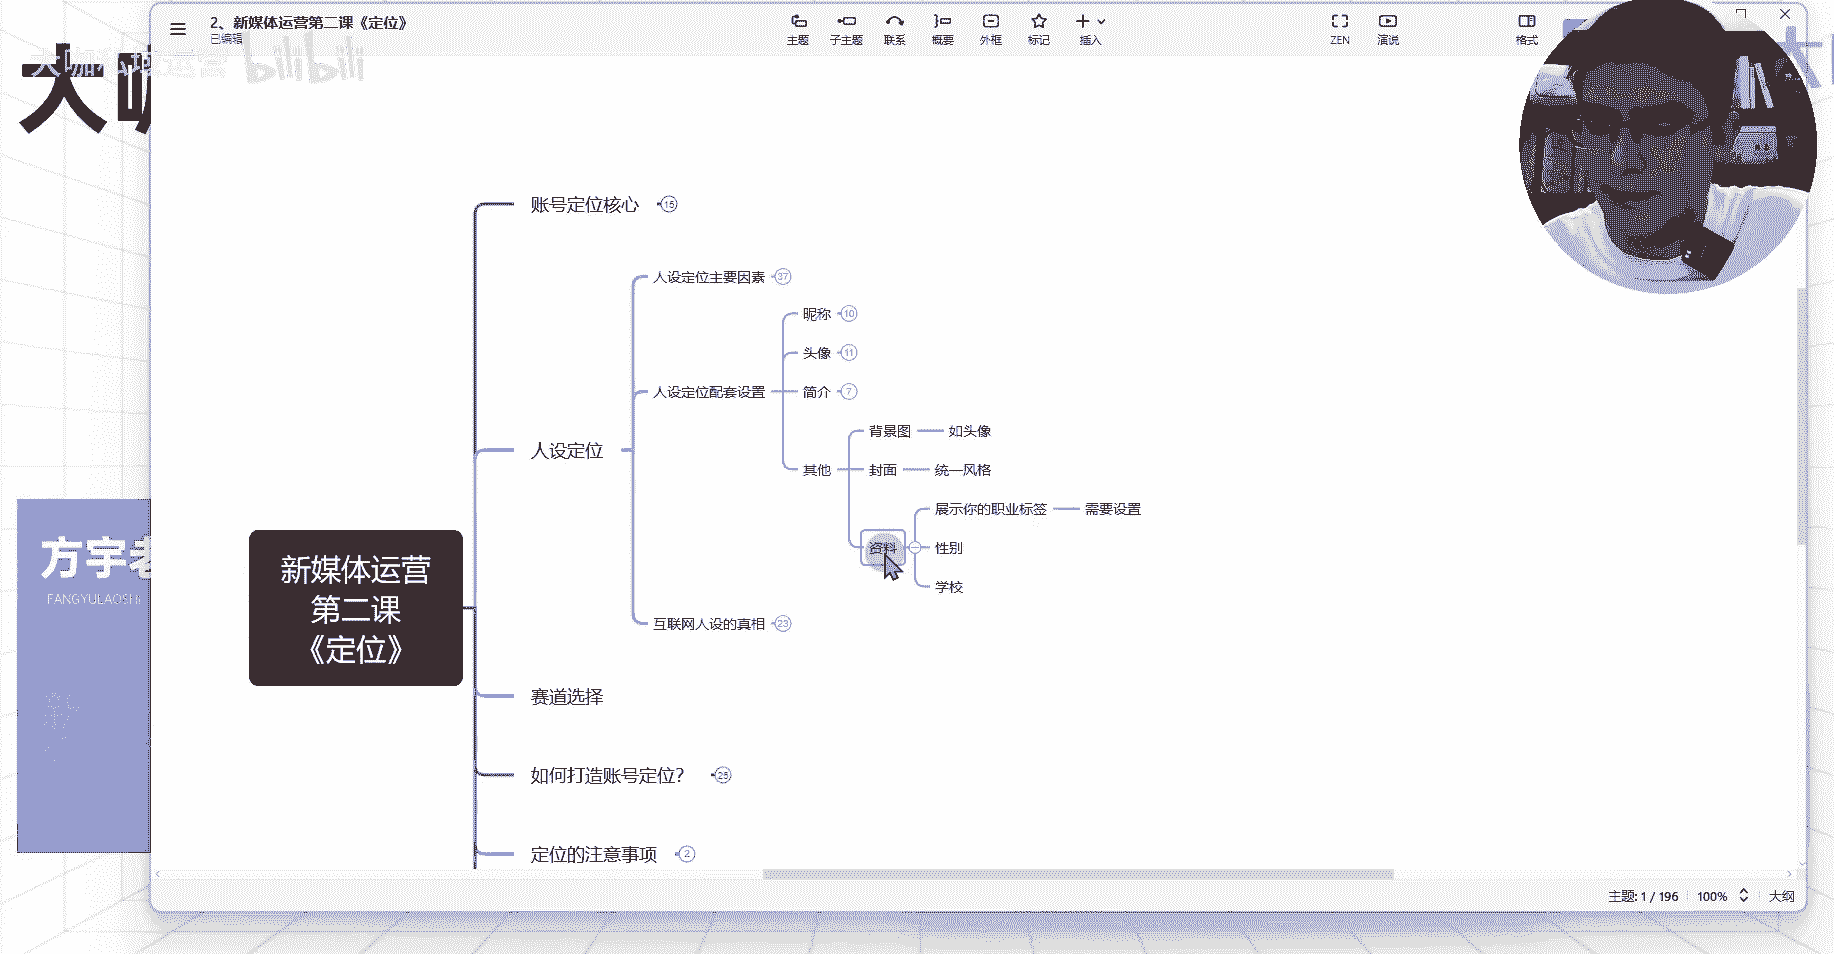 2、新媒体运营第二课《定位》
已编辑
主题
子主题
联系
概要
外框
标记
插入
ZEN
演说
格式
大咖私域运营 bilibili
大咖
账号定位核心 15
人设定位主要因素 37
昵称 10
头像 11
人设定位配套设置
简介 7
背景图 如头像
人设定位
其他
封面 统一风格
展示你的职业标签 需要设置
资料
性别
学校
互联网人设的真相 23
方宇老
FANGYULAOSHI
新媒体运营
第二课
《定位》
赛道选择
如何打造账号定位？ 26
定位的注意事项 2
主题: 1 / 196
100%
大纲